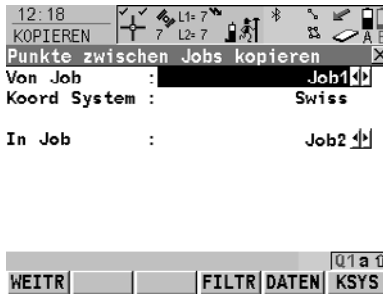 12:18
KOPIEREN
L1= 7
7 L2= 7
A E
Punkte zwischen Jobs kopieren X
Von Job : Job1
Koord System : Swiss
In Job : Job2
Q1 a
WEITR FILTR DATEN KSYS